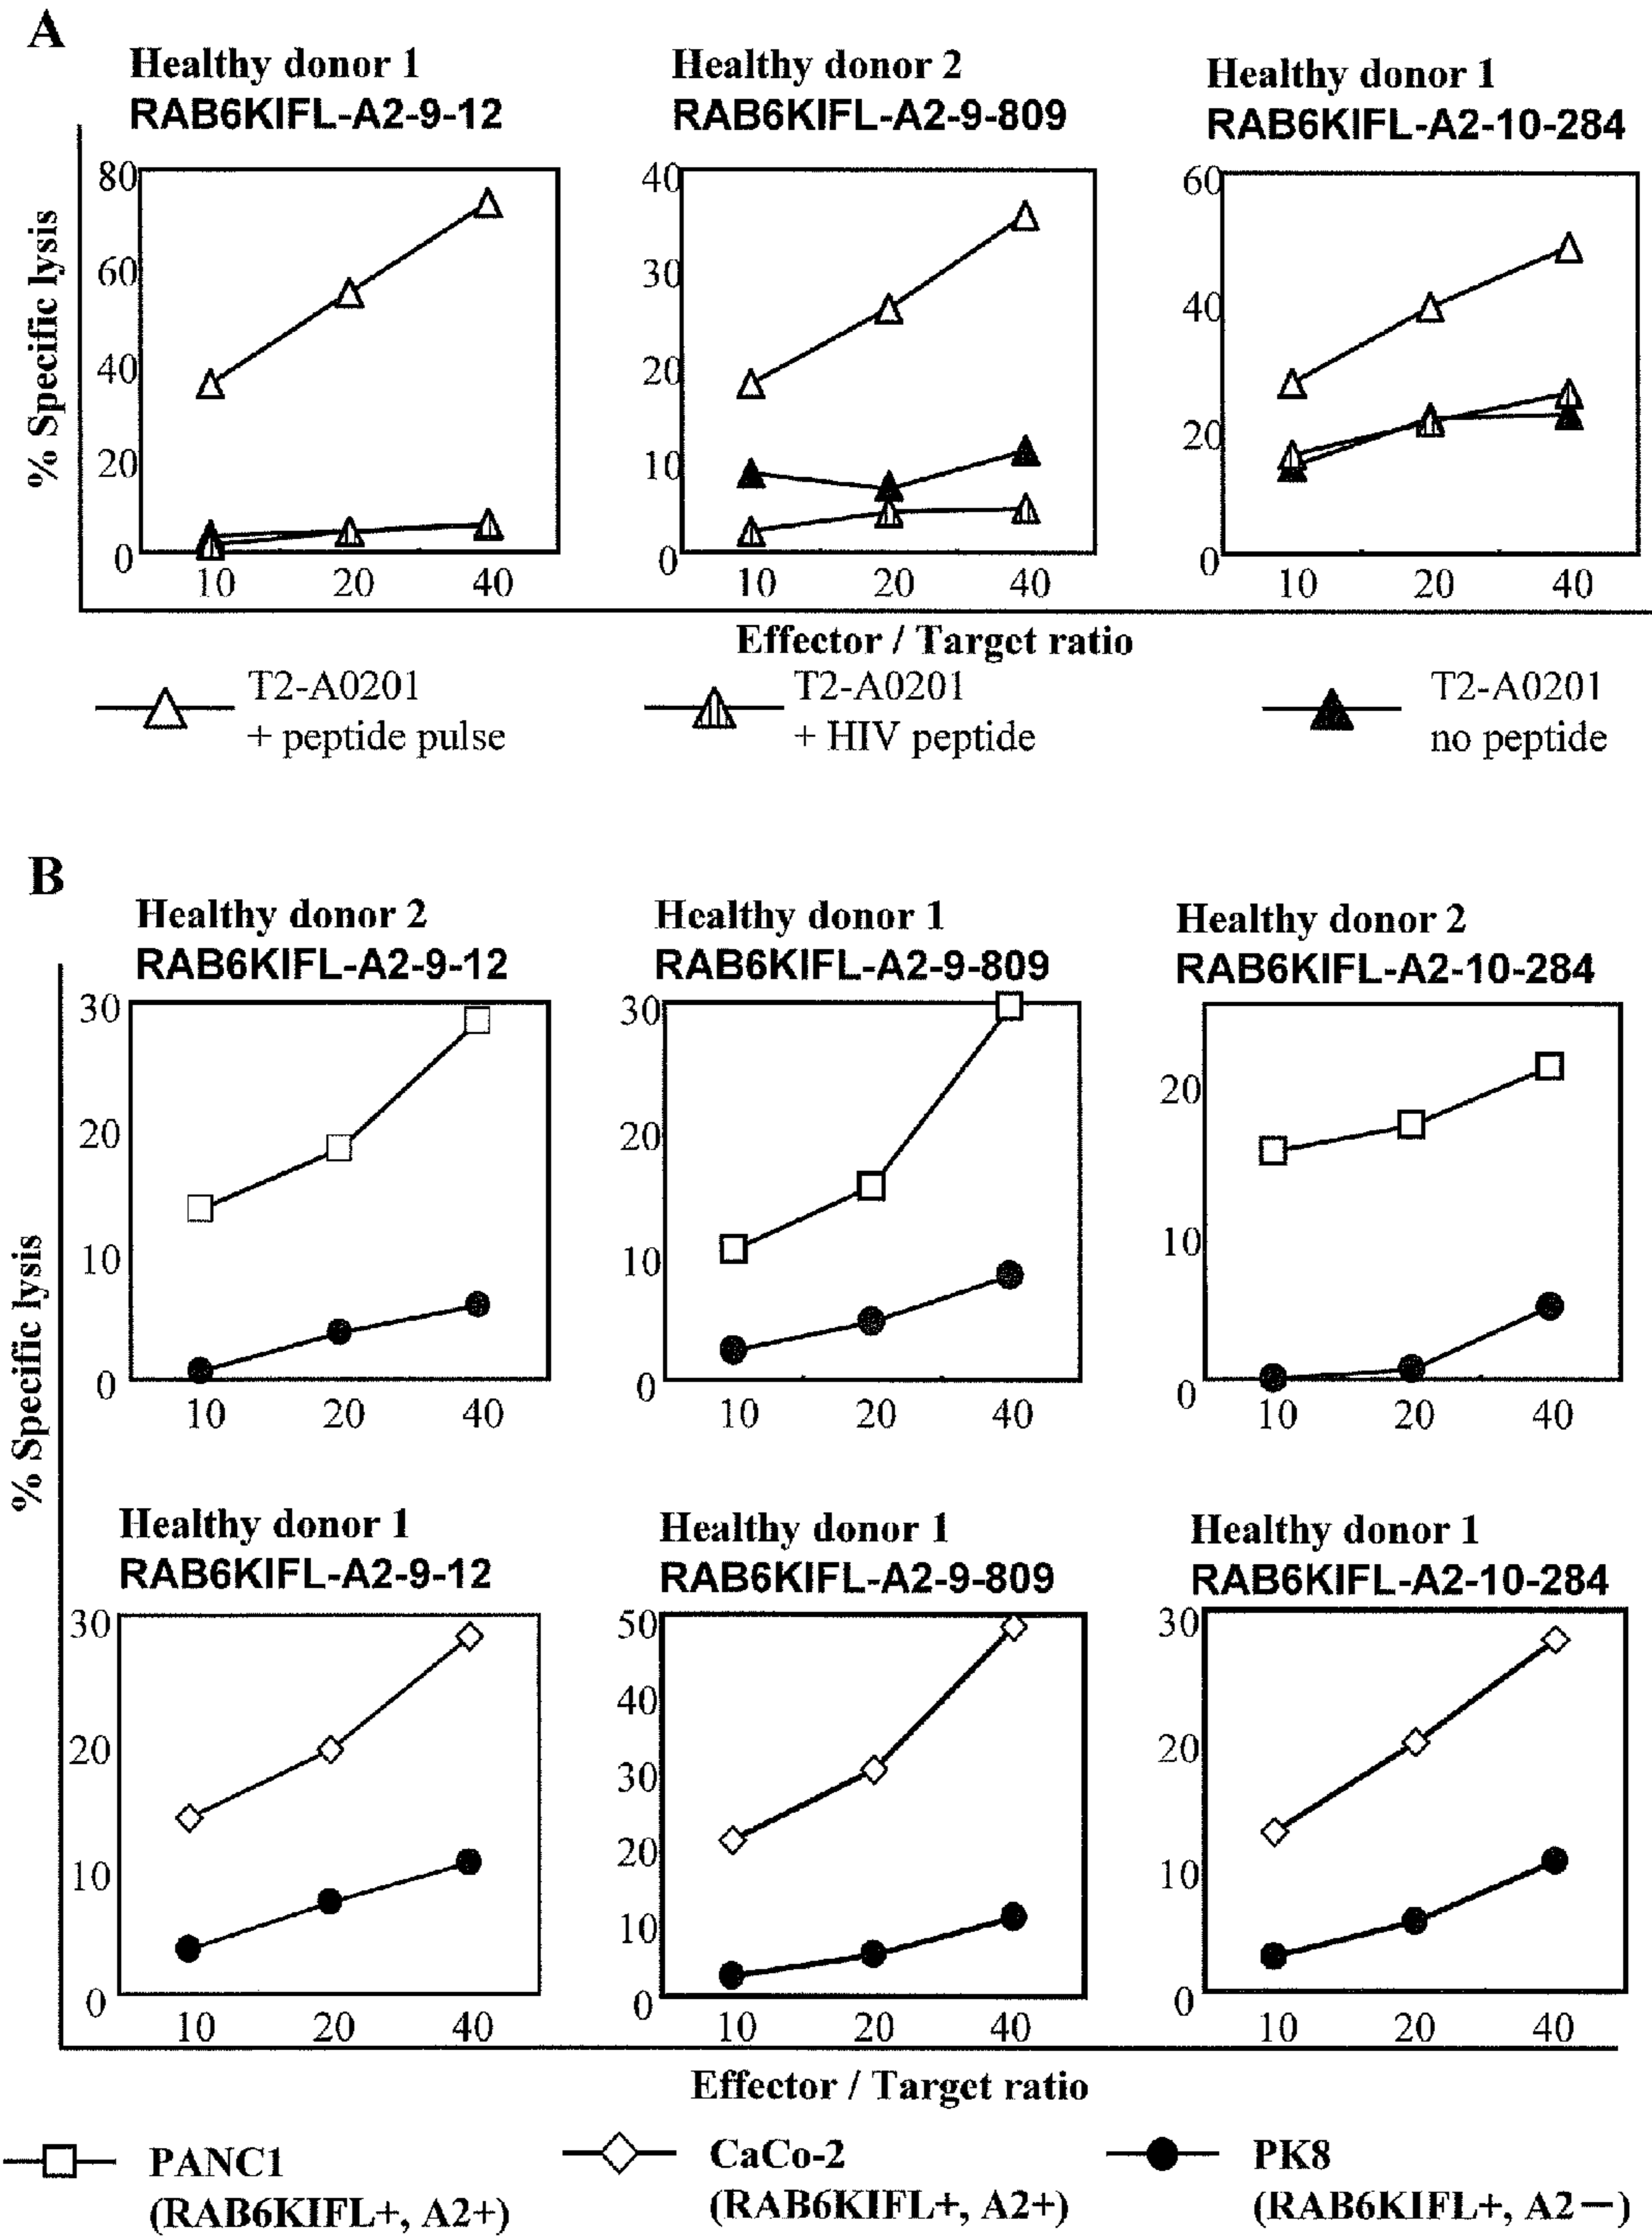 A
Healthy donor 1
RAB6KIFL-A2-9-12
Healthy donor 2
RAB6KIFL-A2-9-809
Healthy donor 1
RAB6KIFL-A2-10-284
% Specific lysis
80
60
40
20
0
10 20 40
40
30
20
10
0
10 20 40
60
40
20
0
10 20 40
Effector / Target ratio
T2-A0201
+ peptide pulse
T2-A0201
+ HIV peptide
T2-A0201
no peptide
B
Healthy donor 2
RAB6KIFL-A2-9-12
Healthy donor 1
RAB6KIFL-A2-9-809
Healthy donor 2
RAB6KIFL-A2-10-284
% Specific lysis
30
20
10
0
10 20 40
30
20
10
0
10 20 40
20
10
0
10 20 40
Healthy donor 1
RAB6KIFL-A2-9-12
Healthy donor 1
RAB6KIFL-A2-9-809
Healthy donor 1
RAB6KIFL-A2-10-284
30
20
10
0
10 20 40
50
40
30
20
10
0
10 20 40
30
20
10
0
10 20 40
Effector / Target ratio
PANC1
(RAB6KIFL+, A2+)
CaCo-2
(RAB6KIFL+, A2+)
PK8
(RAB6KIFL+, A2−)